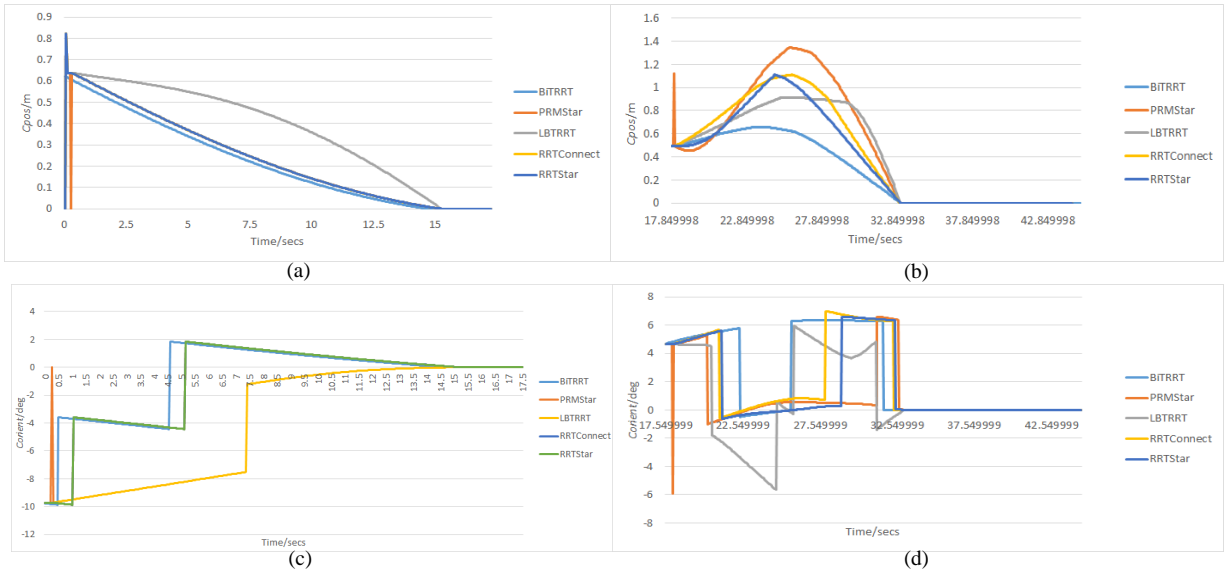 0.9
0.8
0.7
0.6
0.5
0.4
0.3
0.2
0.1
0
Cpos/m
0 2.5 5 7.5 10 12.5 15
Time/secs
BiTRRT
PRMStar
LBTRRT
RRTConnect
RRTStar
(a)
1.6
1.4
1.2
1
0.8
0.6
0.4
0.2
0
Cpos/m
17.849998 22.849998 27.849998 32.849998 37.849998 42.849998
Time/secs
BiTRRT
PRMStar
LBTRRT
RRTConnect
RRTStar
(b)
4
2
0
-2
-4
-6
-8
-10
-12
Corient/deg
0 0.5 1 1.5 2 2.5 3 3.5 4 4.5 5 5.5 6 6.5 7 7.5 8 8.5 9 9.5 10 10.5 11 11.5 12 12.5 13 13.5 14 14.5 15 15.5 16 16.5 17 17.5
Time/secs
BiTRRT
PRMStar
LBTRRT
RRTConnect
RRTStar
(c)
8
6
4
2
0
-2
-4
-6
-8
Corient/deg
17.549999 22.549999 27.549999 32.549999 37.549999 42.549999
Time/secs
BiTRRT
PRMStar
LBTRRT
RRTConnect
RRTStar
(d)